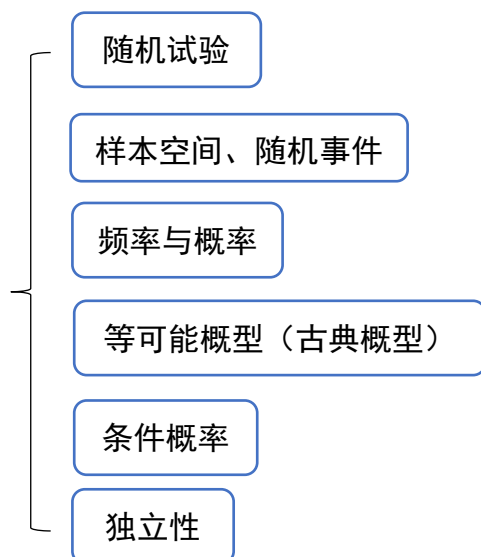 随机试验
样本空间、随机事件
频率与概率
等可能概型（古典概型）
条件概率
独立性